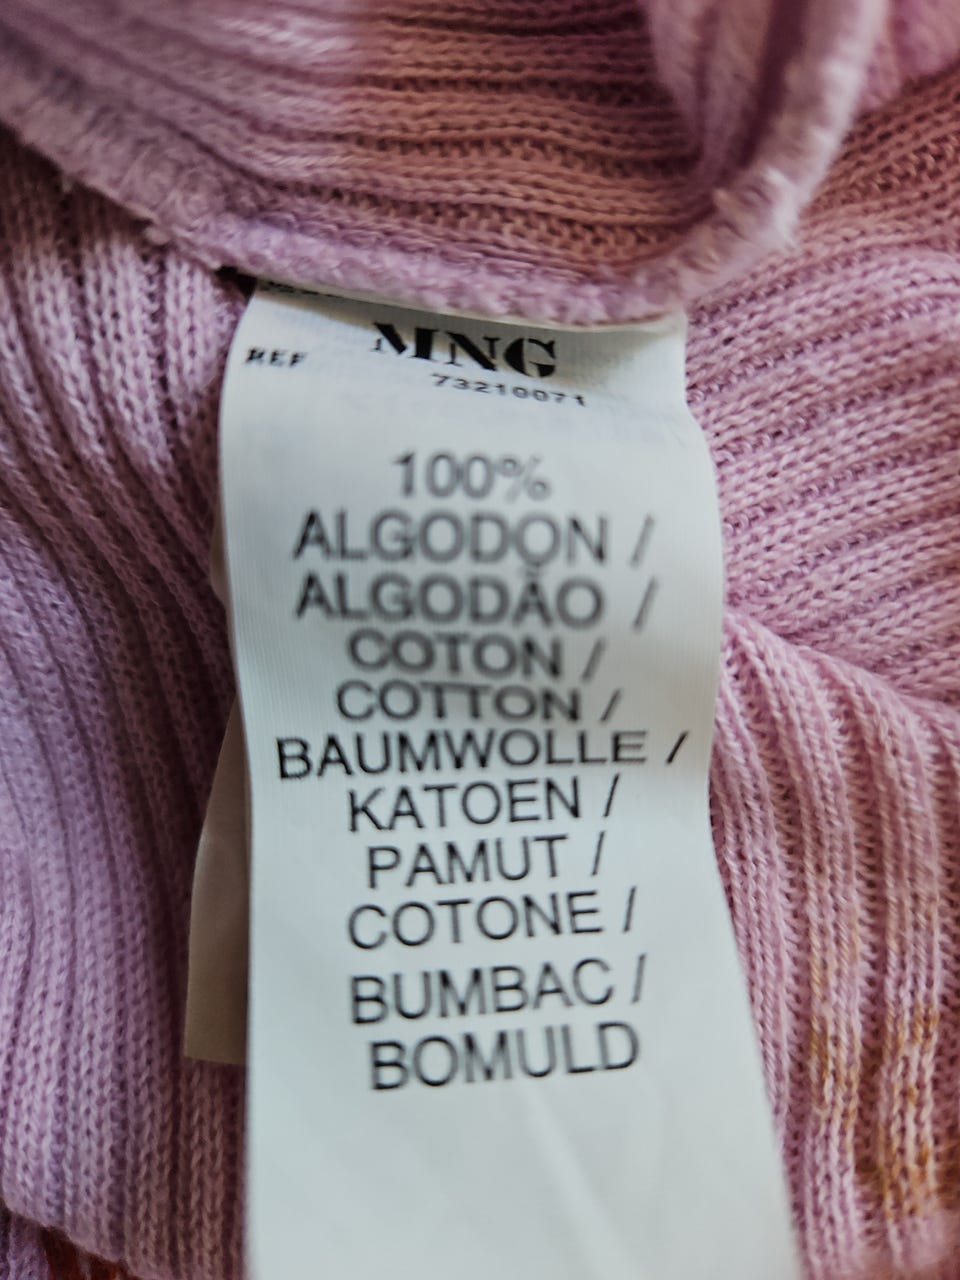 MNG
REF 73210071
100%
ALGODON /
ALGODÃO /
COTON /
COTTON /
BAUMWOLLE /
KATOEN /
PAMUT /
COTONE /
BUMBAC /
BOMULD